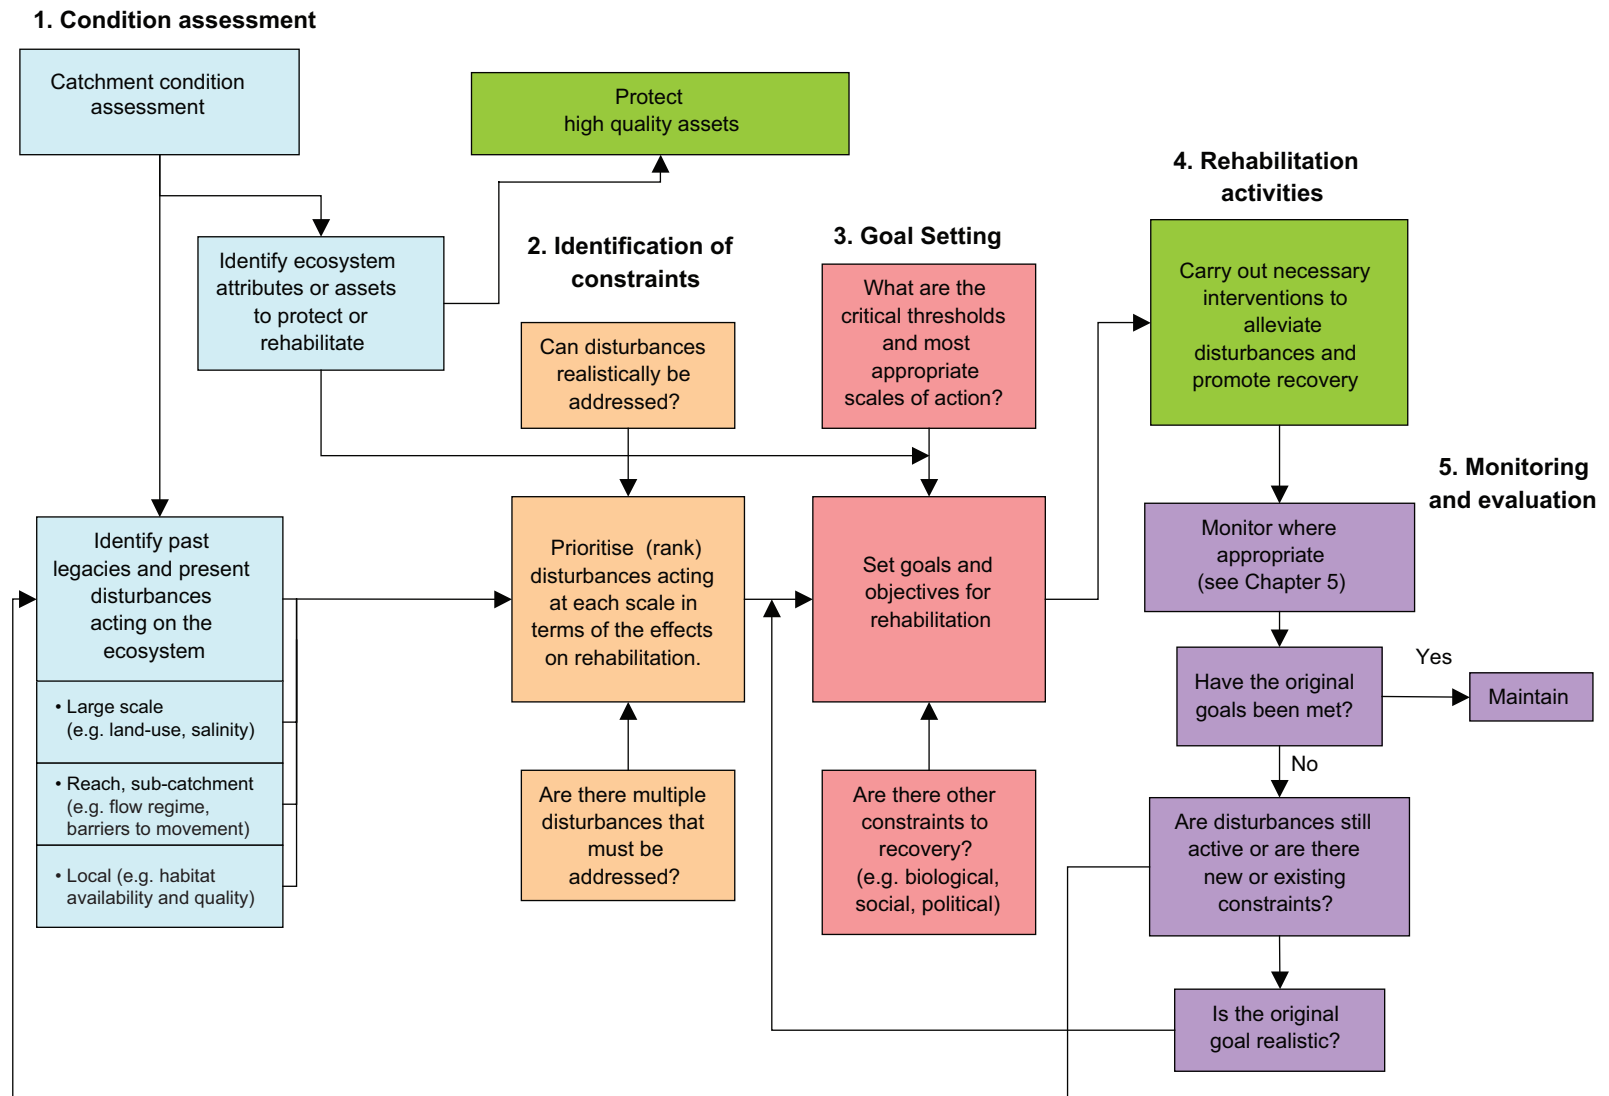 1. Condition assessment
Catchment condition
assessment
Protect
high quality assets
Identify ecosystem
attributes or assets
to protect or
rehabilitate
2. Identification of
constraints
Can disturbances
realistically be
addressed?
3. Goal Setting
What are the
critical thresholds
and most
appropriate
scales of action?
4. Rehabilitation
activities
Carry out necessary
interventions to
alleviate
disturbances and
promote recovery
5. Monitoring
and evaluation
Identify past
legacies and present
disturbances
acting on the
ecosystem
• Large scale
(e.g. land-use, salinity)
• Reach, sub-catchment
(e.g. flow regime,
barriers to movement)
• Local (e.g. habitat
availability and quality)
Prioritise (rank)
disturbances acting
at each scale in
terms of the effects
on rehabilitation.
Are there multiple
disturbances that
must be
addressed?
Set goals and
objectives for
rehabilitation
Are there other
constraints to
recovery?
(e.g. biological,
social, political)
Monitor where
appropriate
(see Chapter 5)
Have the original
goals been met?
Yes
Maintain
No
Are disturbances still
active or are there
new or existing
constraints?
Is the original
goal realistic?